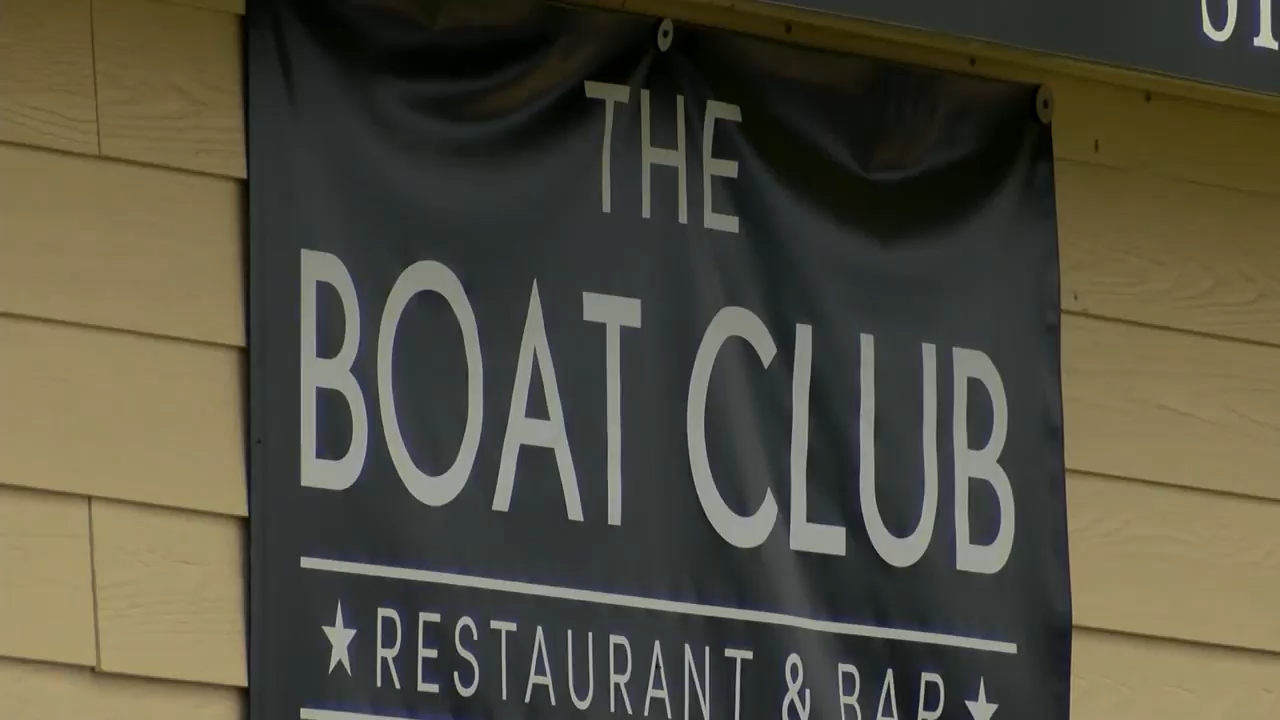 THE
BOAT CLUB
★ RESTAURANT & BAR ★